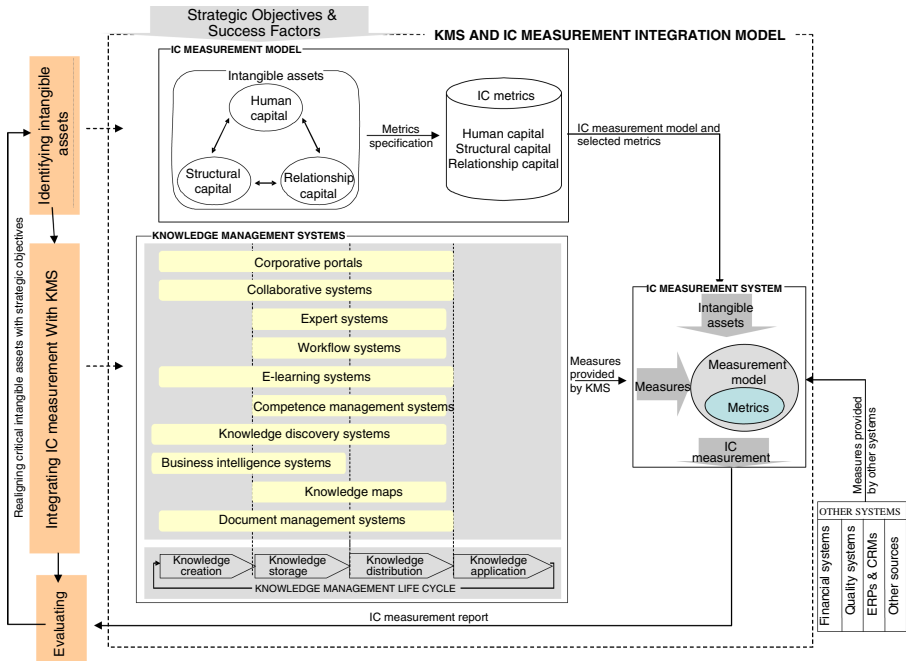 Strategic Objectives &
Success Factors
KMS AND IC MEASUREMENT INTEGRATION MODEL
IC MEASUREMENT MODEL
Intangible assets
Human
capital
Structural
capital
Relationship
capital
Metrics
specification
IC metrics
Human capital
Structural capital
Relationship capital
IC measurement model and
selected metrics
Identifying intangible
assets
Integrating IC measurement With KMS
Evaluating
Realigning critical intangible assets with strategic objectives
KNOWLEDGE MANAGEMENT SYSTEMS
Corporative portals
Collaborative systems
Expert systems
Workflow systems
E-learning systems
Competence management systems
Knowledge discovery systems
Business intelligence systems
Knowledge maps
Document management systems
Knowledge
creation
Knowledge
storage
Knowledge
distribution
Knowledge
application
KNOWLEDGE MANAGEMENT LIFE CYCLE
Measures
provided
by KMS
IC MEASUREMENT SYSTEM
Intangible
assets
Measures
Measurement
model
Metrics
IC
measurement
Measures provided
by other systems
OTHER SYSTEMS
Financial systems
Quality systems
ERPs & CRMs
Other sources
IC measurement report